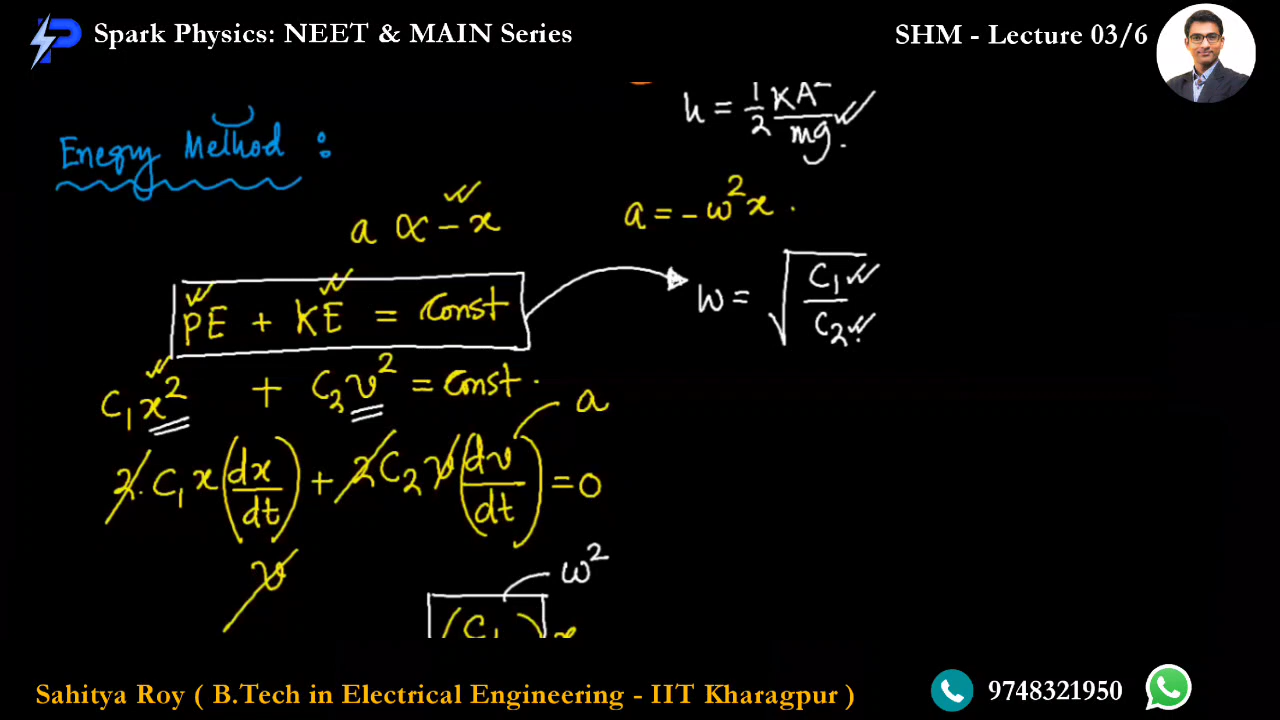 Spark Physics: NEET & MAIN Series
SHM - Lecture 03/6
h = 1/2 KA²/mg.
Enegry Method :
a ∝ - x
a = - ω²x .
PE + KE = Const
ω = √(C₁/C₂)
C₁x² + C₂v² = Const.
a
2. C₁x (dx/dt) + 2C₂v (dv/dt) = 0
v
ω²
(C₁ ) x
Sahitya Roy ( B.Tech in Electrical Engineering - IIT Kharagpur )
9748321950